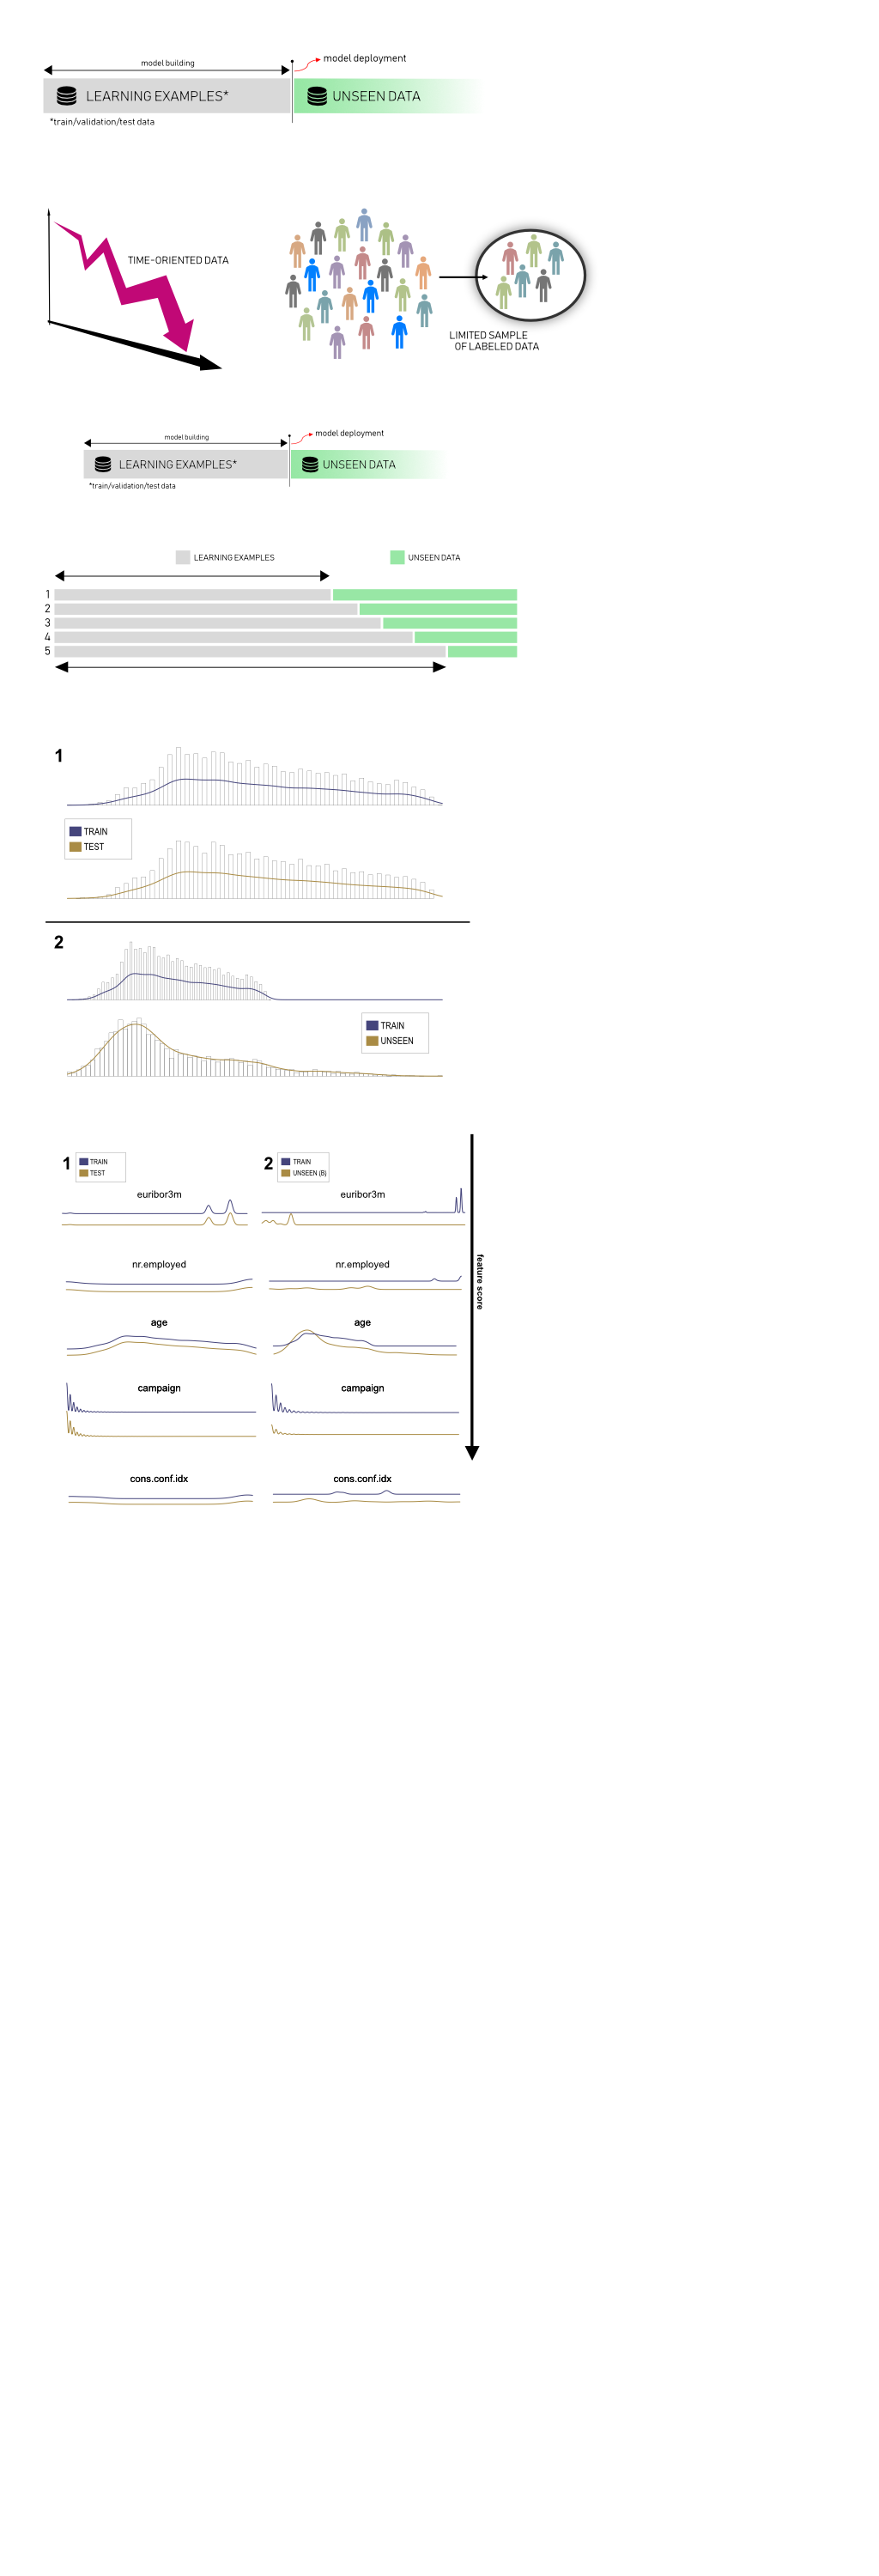 model building
model deployment
LEARNING EXAMPLES*
UNSEEN DATA
*train/validation/test data
TIME-ORIENTED DATA
LIMITED SAMPLE
OF LABELED DATA
model building
model deployment
LEARNING EXAMPLES*
UNSEEN DATA
*train/validation/test data
LEARNING EXAMPLES
UNSEEN DATA
1
2
3
4
5
1
TRAIN
TEST
2
TRAIN
UNSEEN
1
TRAIN
TEST
2
TRAIN
UNSEEN (B)
euribor3m
euribor3m
nr.employed
nr.employed
age
age
campaign
campaign
cons.conf.idx
cons.conf.idx
feature score